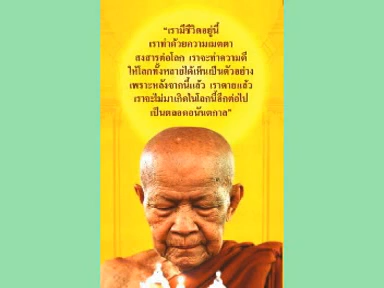 “เรามีชีวิตอยู่นี้
เราทำด้วยความเมตตา
สงสารต่อโลก เราจะทำความดี
ให้โลกทั้งหลายได้เห็นเป็นตัวอย่าง
เพราะหลังจากนี้แล้ว เราตายแล้ว
เราจะไม่มาเกิดในโลกนี้อีกต่อไป
เป็นตลอดอนันตกาล”